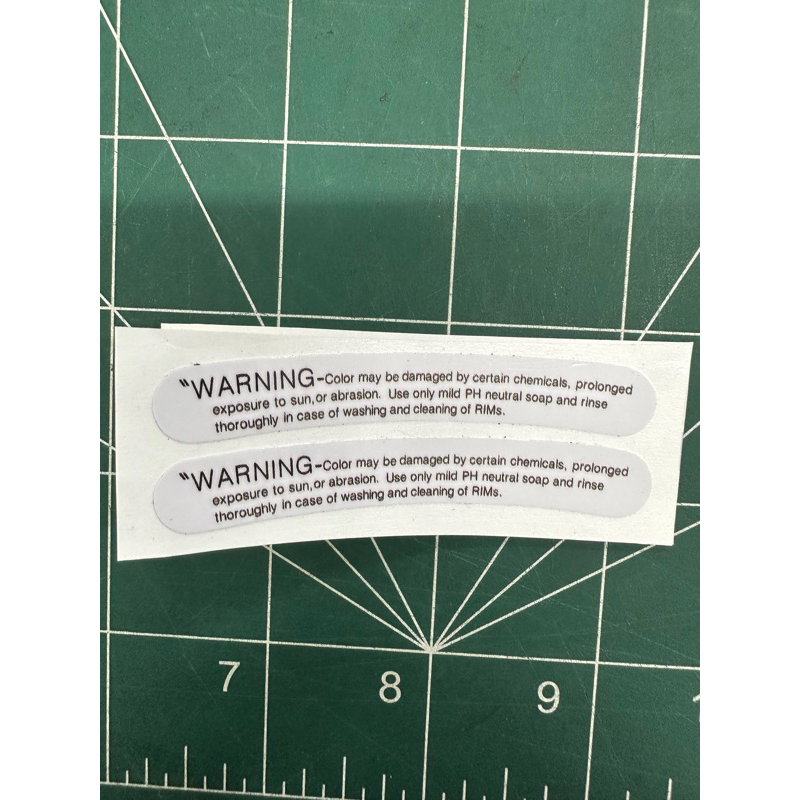 "WARNING-Color may be damaged by certain chemicals, prolonged
exposure to sun,or abrasion. Use only mild PH neutral soap and rinse
thoroughly in case of washing and cleaning of RIMs.
"WARNING-Color may be damaged by certain chemicals, prolonged
exposure to sun,or abrasion. Use only mild PH neutral soap and rinse
thoroughly in case of washing and cleaning of RIMs.
7 8 9